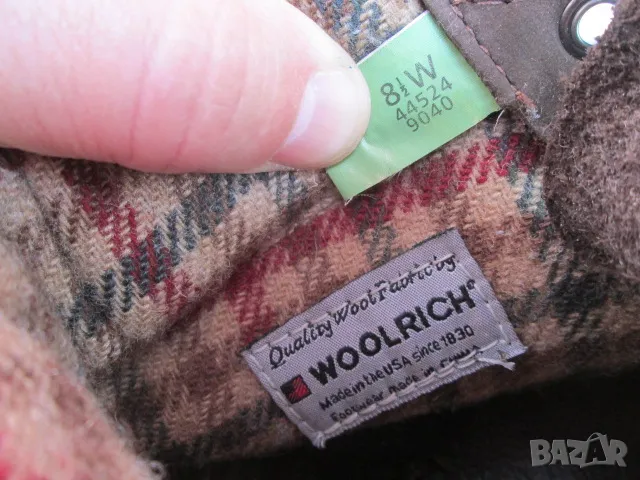 8½W
44524
9040
Quality Wool Fabric by
WOOLRICH®
Made in the USA since 1830
Footwear made in China
BAZAR